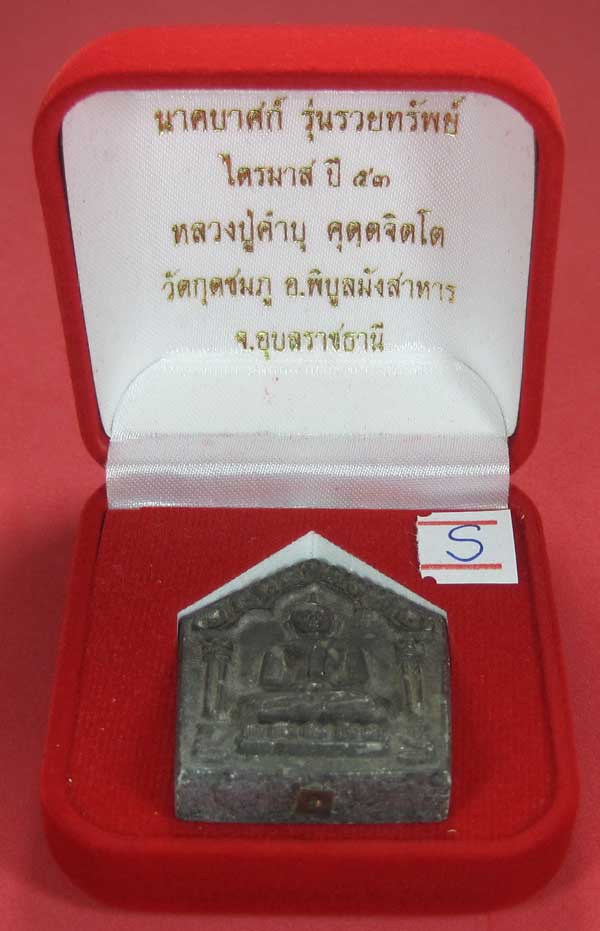 นาคบาศก์ รุ่นรวยทรัพย์
ไตรมาส ปี ๕๓
หลวงปู่คำบุ คุตฺตจิตโต
วัดกุดชมภู อ.พิบูลมังสาหาร
จ.อุบลราชธานี
S